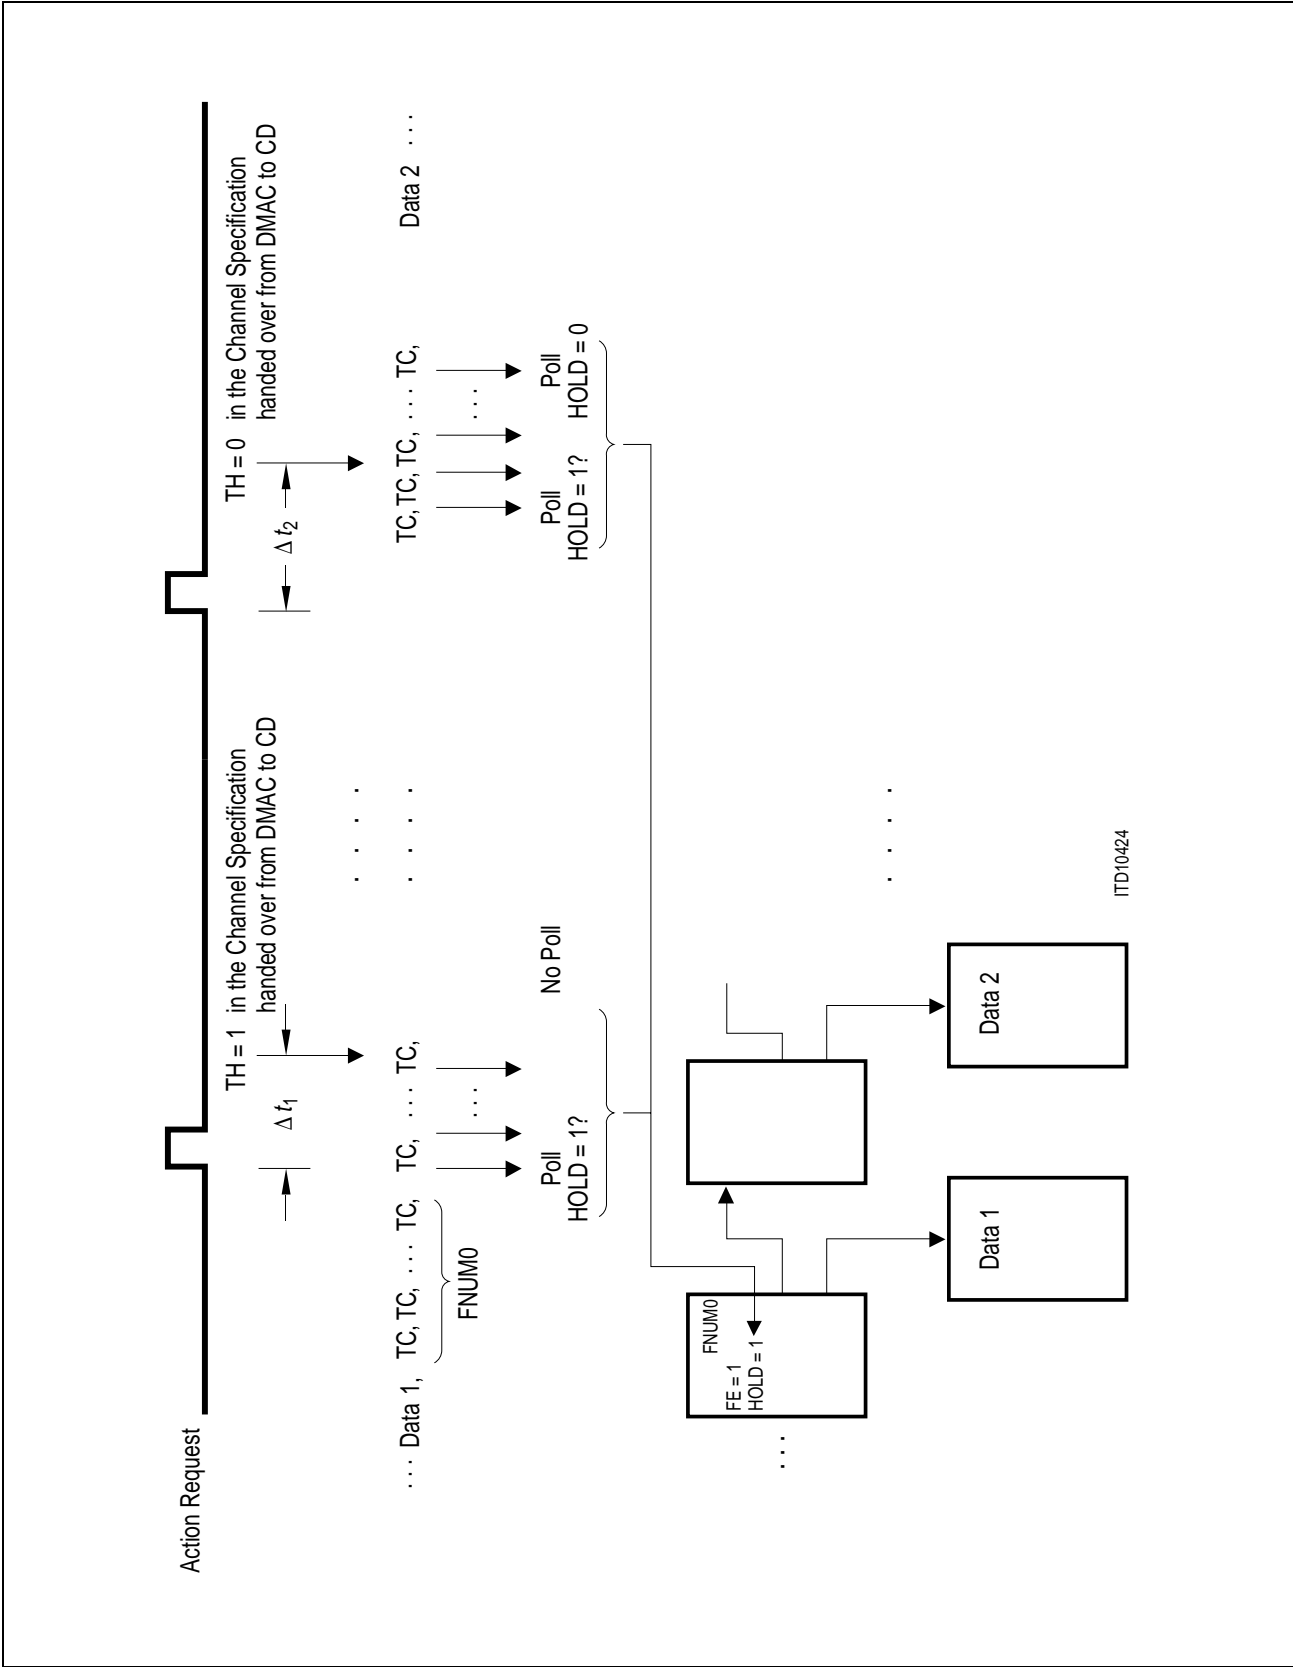 Action Request
TH = 1 in the Channel Specification
handed over from DMAC to CD
TH = 0 in the Channel Specification
handed over from DMAC to CD
Δ t1
Δ t2
. . . Data 1, TC, TC, . . . TC, TC, . . . . TC, . . . . TC, TC, TC, . . . TC, Data 2 . . .
. . . .
FNUM0
. . . .
. . . .
Poll
HOLD = 1?
No Poll
Poll
HOLD = 1?
Poll
HOLD = 0
FNUM0
FE = 1
HOLD = 1
. . .
. . . .
Data 1
Data 2
ITD10424